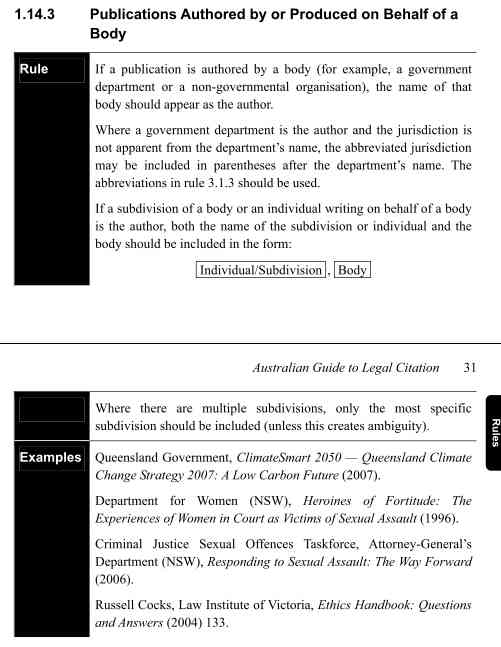 1.14.3 Publications Authored by or Produced on Behalf of a
Body
Rule
If a publication is authored by a body (for example, a government
department or a non-governmental organisation), the name of that
body should appear as the author.
Where a government department is the author and the jurisdiction is
not apparent from the department’s name, the abbreviated jurisdiction
may be included in parentheses after the department’s name. The
abbreviations in rule 3.1.3 should be used.
If a subdivision of a body or an individual writing on behalf of a body
is the author, both the name of the subdivision or individual and the
body should be included in the form:
Individual/Subdivision , Body
Australian Guide to Legal Citation 31
Where there are multiple subdivisions, only the most specific
subdivision should be included (unless this creates ambiguity).
Rules
Examples
Queensland Government, ClimateSmart 2050 — Queensland Climate
Change Strategy 2007: A Low Carbon Future (2007).
Department for Women (NSW), Heroines of Fortitude: The
Experiences of Women in Court as Victims of Sexual Assault (1996).
Criminal Justice Sexual Offences Taskforce, Attorney-General’s
Department (NSW), Responding to Sexual Assault: The Way Forward
(2006).
Russell Cocks, Law Institute of Victoria, Ethics Handbook: Questions
and Answers (2004) 133.